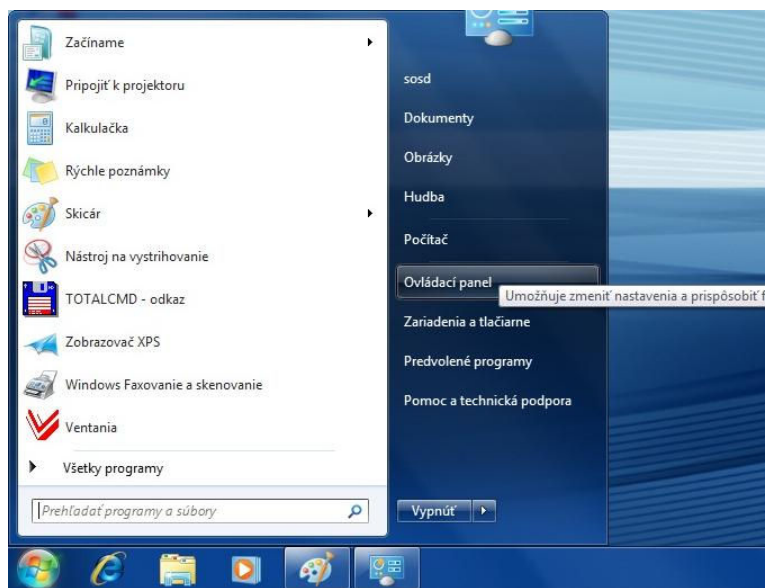 Začíname
Pripojiť k projektoru
Kalkulačka
Rýchle poznámky
Skicár
Nástroj na vystrihovanie
TOTALCMD - odkaz
Zobrazovač XPS
Windows Faxovanie a skenovanie
Ventania
Všetky programy
Prehľadať programy a súbory
sosd
Dokumenty
Obrázky
Hudba
Počítač
Ovládací panel
Umožňuje zmeniť nastavenia a prispôsobiť f
Zariadenia a tlačiarne
Predvolené programy
Pomoc a technická podpora
Vypnúť